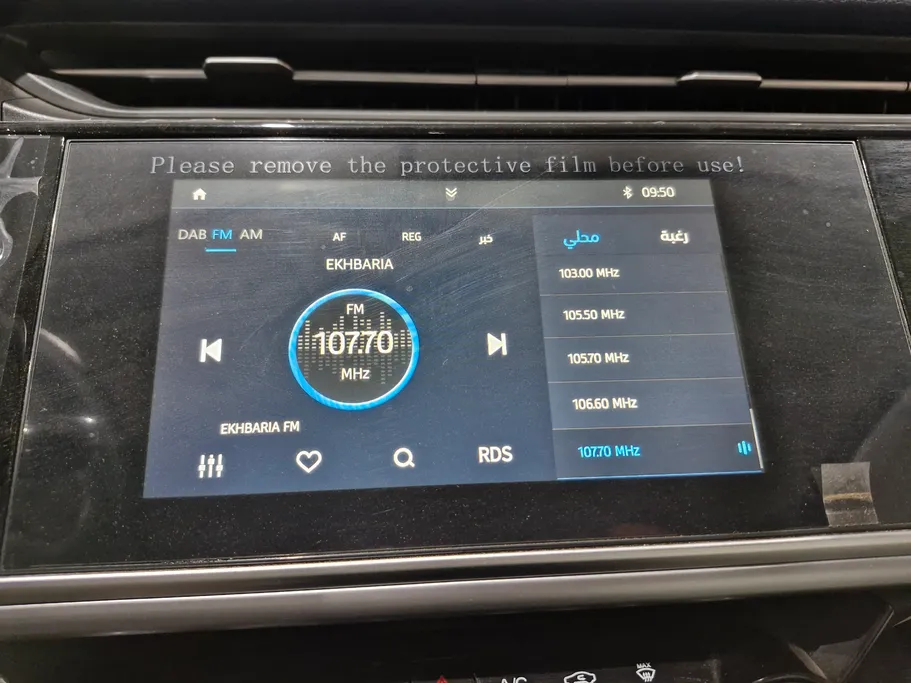 Please remove the protective film before use!
09:50
DAB FM AM
AF REG خبر
محلي رغبة
EKHBARIA
FM
107.70
MHz
EKHBARIA FM
RDS
103.00 MHz
105.50 MHz
105.70 MHz
106.60 MHz
107.70 MHz
A/C
MAX